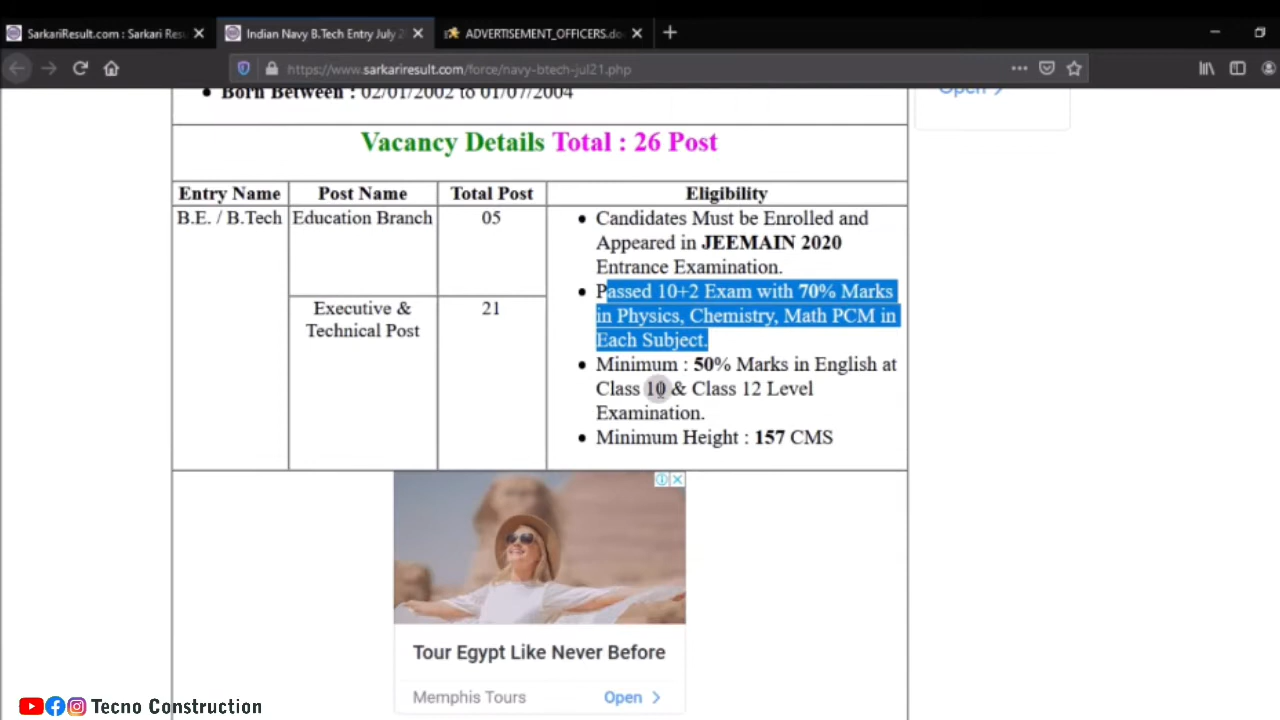 SarkariResult.com : Sarkari Res
Indian Navy B.Tech Entry July 2
ADVERTISEMENT_OFFICERS.do
https://www.sarkariresult.com/force/navy-btech-jul21.php
Born Between : 02/01/2002 to 01/07/2004
Open
Vacancy Details Total : 26 Post
Entry Name Post Name Total Post Eligibility
B.E. / B.Tech Education Branch 05
Candidates Must be Enrolled and
Appeared in JEEMAIN 2020
Entrance Examination.
Passed 10+2 Exam with 70% Marks
in Physics, Chemistry, Math PCM in
Each Subject.
Executive &
Technical Post
21
Minimum : 50% Marks in English at
Class 10 & Class 12 Level
Examination.
Minimum Height : 157 CMS
Tour Egypt Like Never Before
Memphis Tours Open
Tecno Construction